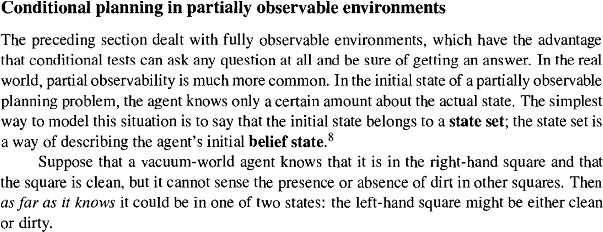 Conditional planning in partially observable environments
The preceding section dealt with fully observable environments, which have the advantage
that conditional tests can ask any question at all and be sure of getting an answer. In the real
world, partial observability is much more common. In the initial state of a partially observable
planning problem, the agent knows only a certain amount about the actual state. The simplest
way to model this situation is to say that the initial state belongs to a state set; the state set is
a way of describing the agent's initial belief state.⁸
Suppose that a vacuum-world agent knows that it is in the right-hand square and that
the square is clean, but it cannot sense the presence or absence of dirt in other squares. Then
as far as it knows it could be in one of two states: the left-hand square might be either clean
or dirty.